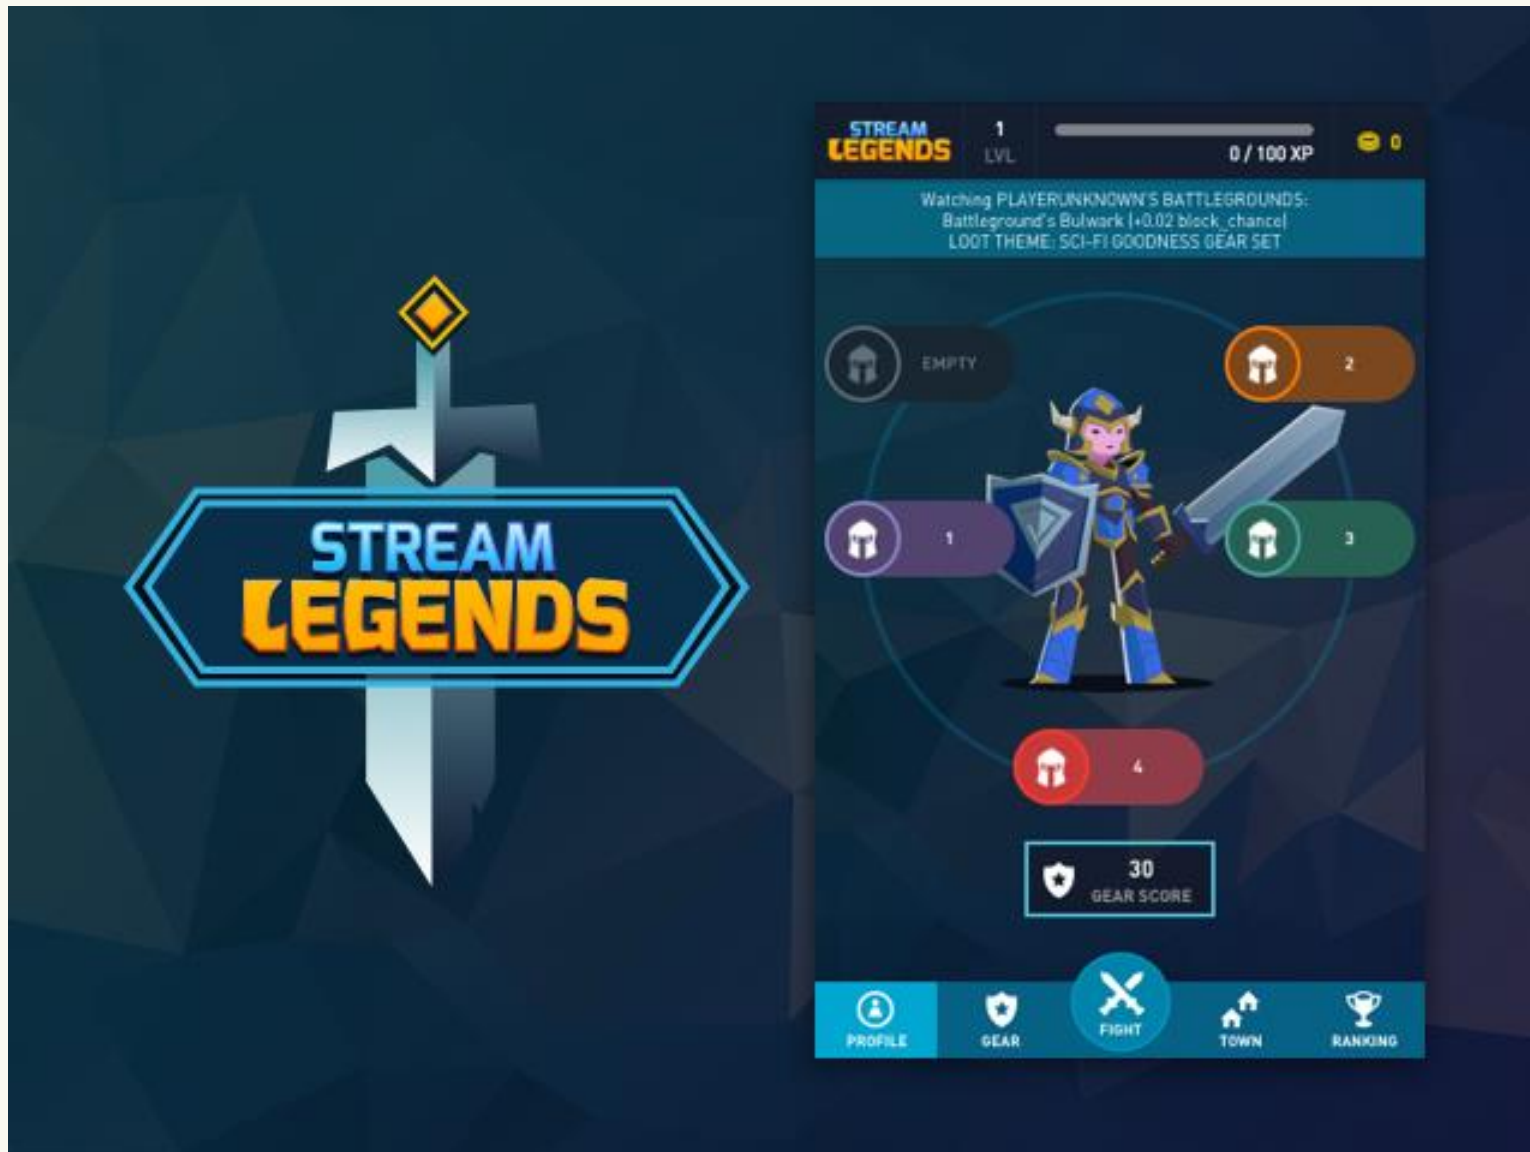 STREAM
LEGENDS
STREAM
LEGENDS
1
LVL
0 / 100 XP
0
Watching PLAYERUNKNOWN'S BATTLEGROUNDS:
Battleground's Bulwark (+0.02 block_chance)
LOOT THEME: SCI-FI GOODNESS GEAR SET
EMPTY
2
1
3
4
30
GEAR SCORE
PROFILE
GEAR
FIGHT
TOWN
RANKING